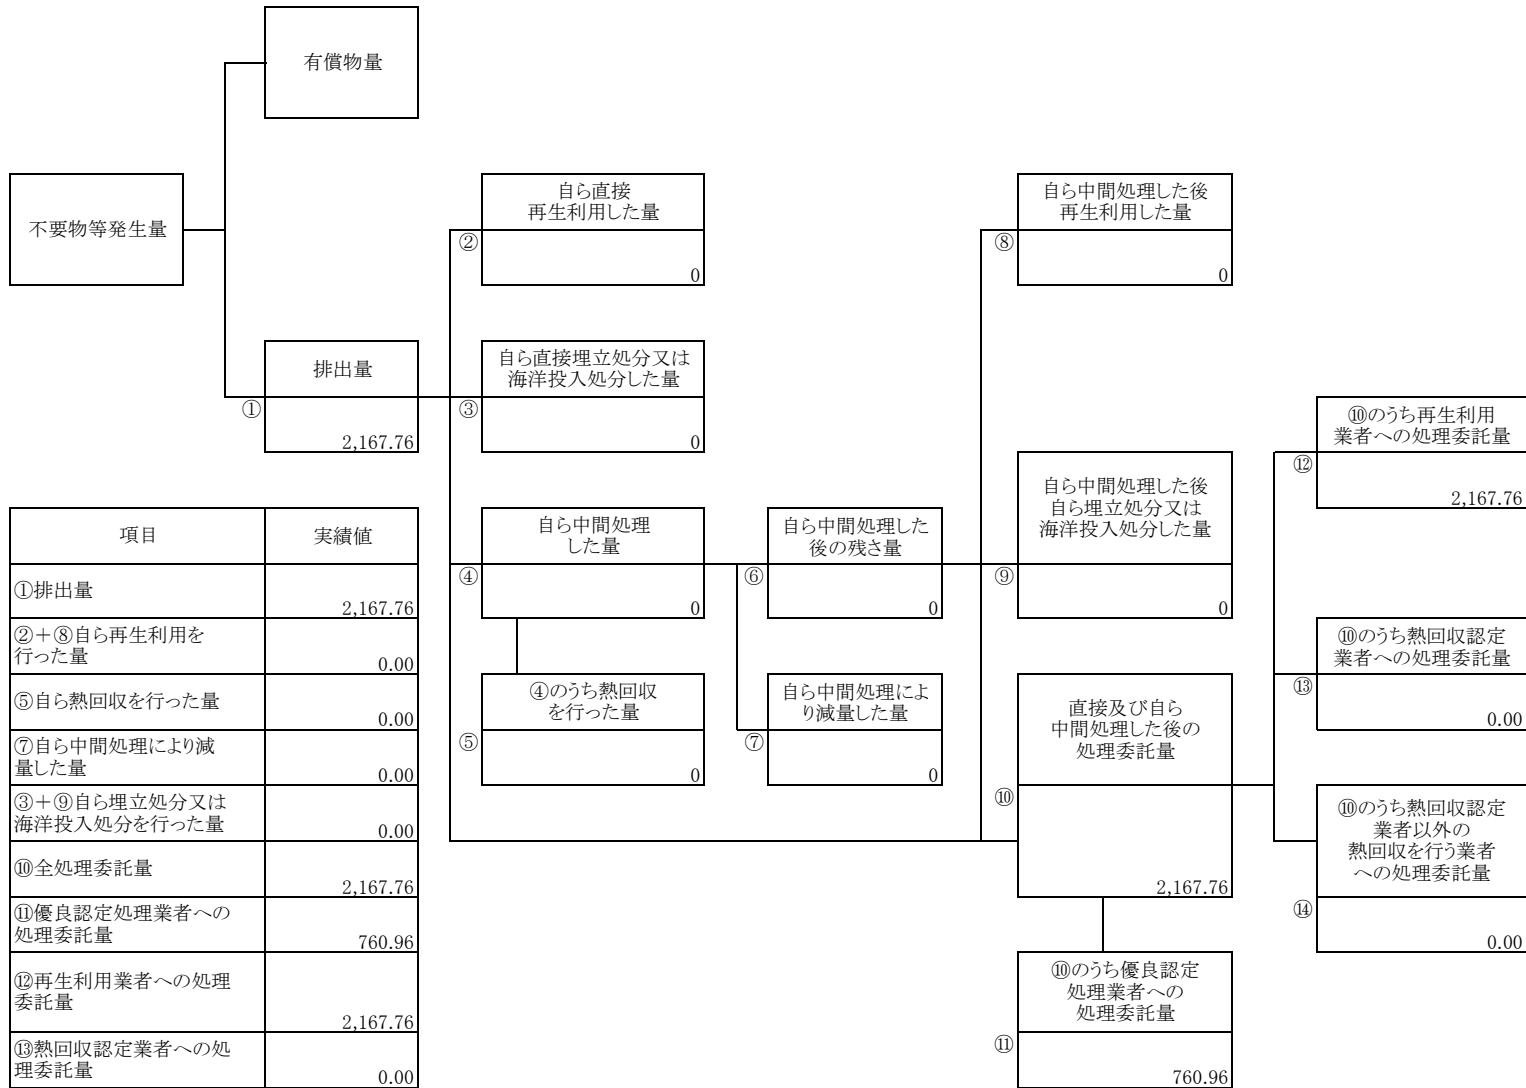 有償物量
不要物等発生量
排出量
①
2,167.76
自ら直接
再生利用した量
②
0
自ら直接埋立処分又は
海洋投入処分した量
③
0
自ら中間処理
した量
④
0
④のうち熱回収
を行った量
⑤
0
自ら中間処理した
後の残さ量
⑥
0
自ら中間処理によ
り減量した量
⑦
0
自ら中間処理した後
再生利用した量
⑧
0
自ら中間処理した後
自ら埋立処分又は
海洋投入処分した量
⑨
0
直接及び自ら
中間処理した後の
処理委託量
⑩
2,167.76
⑩のうち優良認定
処理業者への
処理委託量
⑪
760.96
⑩のうち再生利用
業者への処理委託量
⑫
2,167.76
⑩のうち熱回収認定
業者への処理委託量
⑬
0.00
⑩のうち熱回収認定
業者以外の
熱回収を行う業者
への処理委託量
⑭
0.00
項目 実績値
①排出量
2,167.76
②+⑧自ら再生利用を
行った量 0.00
⑤自ら熱回収を行った量
0.00
⑦自ら中間処理により減
量した量 0.00
③+⑨自ら埋立処分又は
海洋投入処分を行った量 0.00
⑩全処理委託量
2,167.76
⑪優良認定処理業者への
処理委託量 760.96
⑫再生利用業者への処理
委託量
2,167.76
⑬熱回収認定業者への処
理委託量 0.00